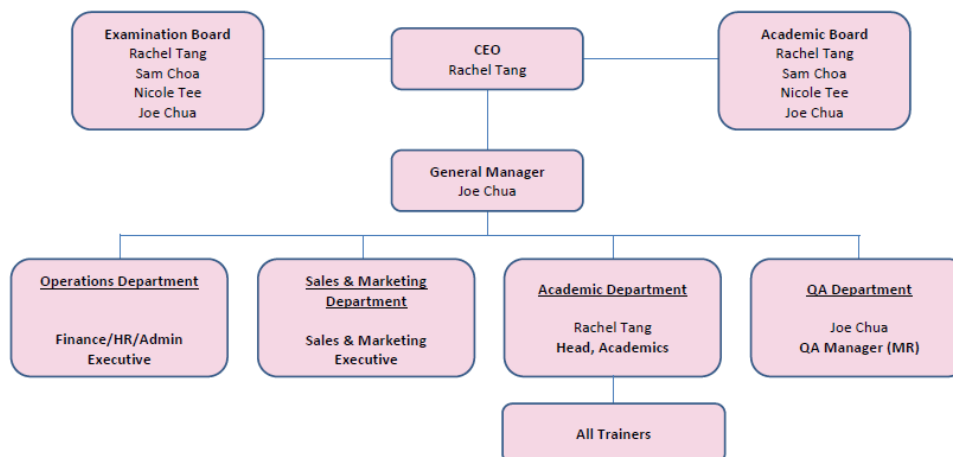 Examination Board
Rachel Tang
Sam Choa
Nicole Tee
Joe Chua
CEO
Rachel Tang
Academic Board
Rachel Tang
Sam Choa
Nicole Tee
Joe Chua
General Manager
Joe Chua
Operations Department
Finance/HR/Admin
Executive
Sales & Marketing
Department
Sales & Marketing
Executive
Academic Department
Rachel Tang
Head, Academics
QA Department
Joe Chua
QA Manager (MR)
All Trainers